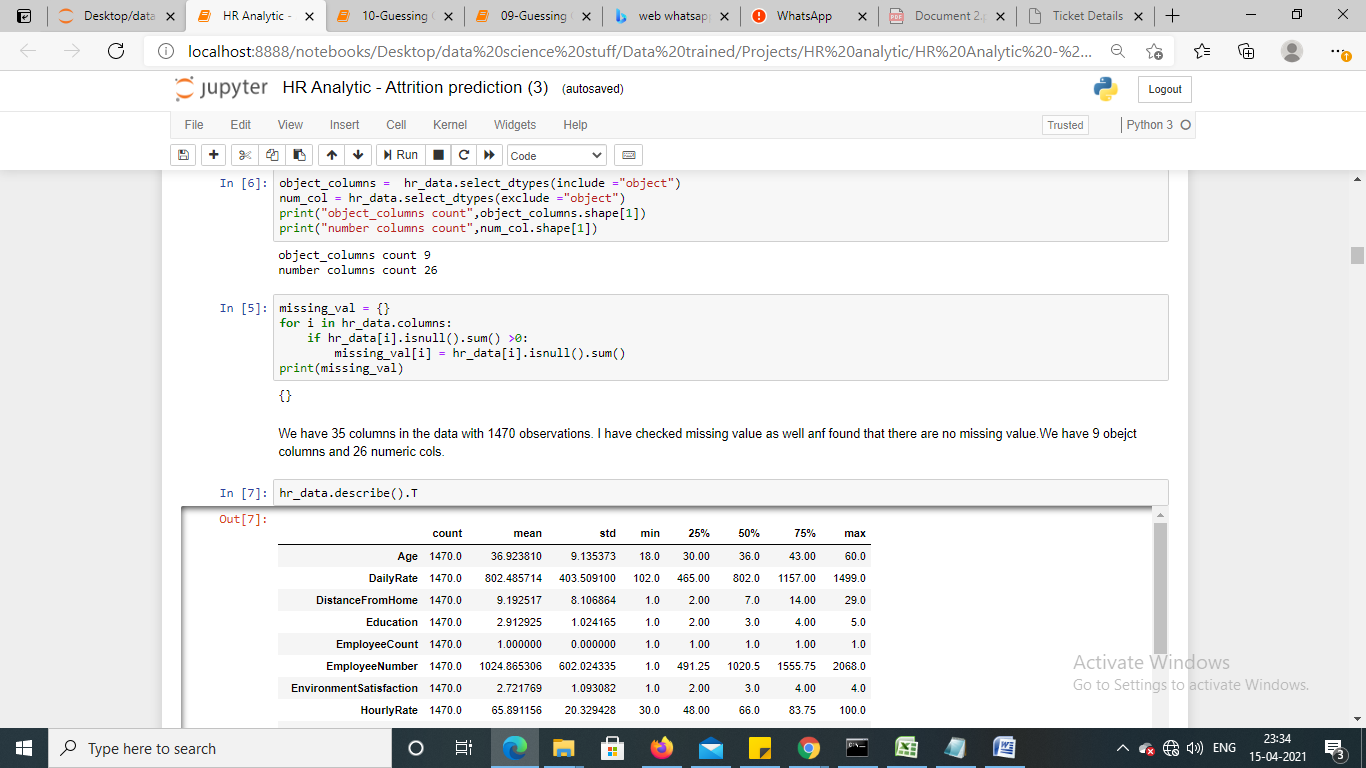 Desktop/data
HR Analytic -
10-Guessing
09-Guessing
web whatsap
WhatsApp
Document 2.
Ticket Details
localhost:8888/notebooks/Desktop/data%20science%20stuff/Data%20trained/Projects/HR%20analytic/HR%20Analytic%20-%2...
jupyter HR Analytic - Attrition prediction (3) (autosaved)
Logout
File Edit View Insert Cell Kernel Widgets Help
Trusted Python 3
Run Code
In [6]: object_columns =  hr_data.select_dtypes(include ="object")
num_col = hr_data.select_dtypes(exclude ="object")
print("object_columns count",object_columns.shape[1])
print("number columns count",num_col.shape[1])
object_columns count 9
number columns count 26
In [5]: missing_val = {}
for i in hr_data.columns:
    if hr_data[i].isnull().sum() >0:
        missing_val[i] = hr_data[i].isnull().sum()
print(missing_val)
{}
We have 35 columns in the data with 1470 observations. I have checked missing value as well anf found that there are no missing value.We have 9 obejct
columns and 26 numeric cols.
In [7]: hr_data.describe().T
Out[7]:
count mean std min 25% 50% 75% max
Age 1470.0 36.923810 9.135373 18.0 30.00 36.0 43.00 60.0
DailyRate 1470.0 802.485714 403.509100 102.0 465.00 802.0 1157.00 1499.0
DistanceFromHome 1470.0 9.192517 8.106864 1.0 2.00 7.0 14.00 29.0
Education 1470.0 2.912925 1.024165 1.0 2.00 3.0 4.00 5.0
EmployeeCount 1470.0 1.000000 0.000000 1.0 1.00 1.0 1.00 1.0
EmployeeNumber 1470.0 1024.865306 602.024335 1.0 491.25 1020.5 1555.75 2068.0
EnvironmentSatisfaction 1470.0 2.721769 1.093082 1.0 2.00 3.0 4.00 4.0
HourlyRate 1470.0 65.891156 20.329428 30.0 48.00 66.0 83.75 100.0
Activate Windows
Go to Settings to activate Windows.
Type here to search
ENG
23:34
15-04-2021
3